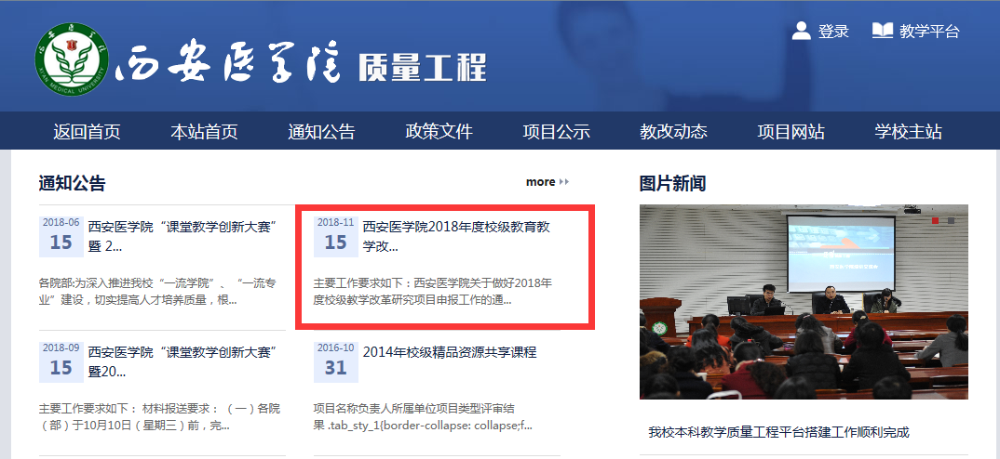 登录
教学平台
西安医学院 质量工程
XI'AN MEDICAL UNIVERSITY
返回首页
本站首页
通知公告
政策文件
项目公示
教改动态
项目网站
学校主站
通知公告
more
2018-06
15
西安医学院“课堂教学创新大赛”
暨 2...
各院部:为深入推进我校“一流学院”、“一流专
业”建设，切实提高人才培养质量，根...
2018-11
15
西安医学院2018年度校级教育教
学改...
主要工作要求如下：西安医学院关于做好2018年
度校级教学改革研究项目申报工作的通...
2018-09
15
西安医学院“课堂教学创新大赛”
暨20...
主要工作要求如下： 材料报送要求： （一）各院
（部）于10月10日（星期三）前，完...
2016-10
31
2014年校级精品资源共享课程
项目名称负责人所属单位项目类型评审结
果 .tab_sty_1{border-collapse: collapse;f...
图片新闻
我校本科教学质量工程平台搭建工作顺利完成